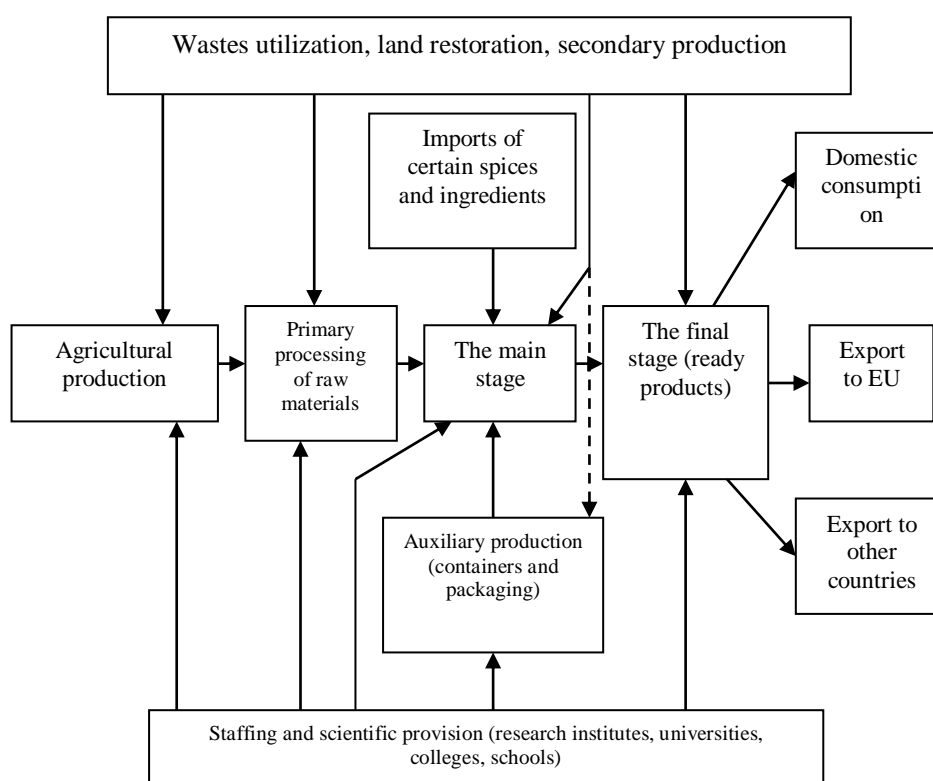 Wastes utilization, land restoration, secondary production
Imports of
certain spices
and ingredients
Domestic
consumpti
on
Agricultural
production
Primary
processing
of raw
materials
The main
stage
The final
stage (ready
products)
Export
to EU
Auxiliary production
(containers and
packaging)
Export to
other
countries
Staffing and scientific provision (research institutes, universities,
colleges, schools)